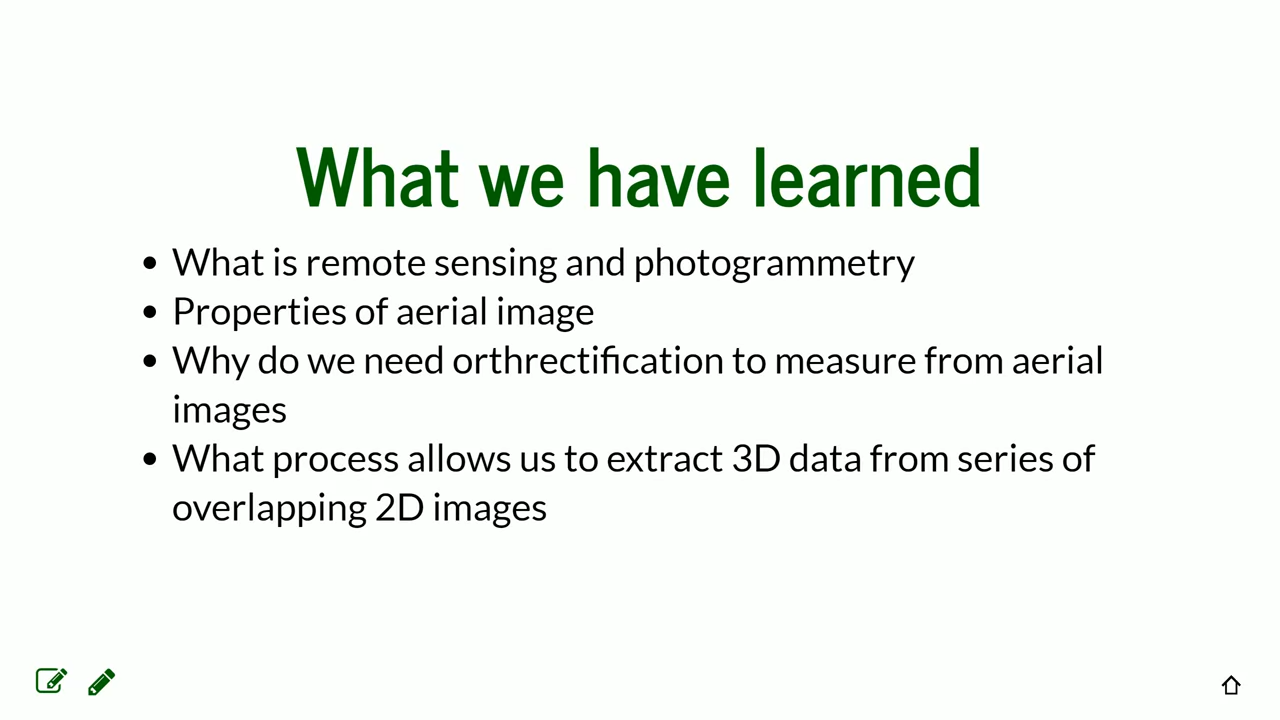 What we have learned
• What is remote sensing and photogrammetry
• Properties of aerial image
• Why do we need orthrectification to measure from aerial
images
• What process allows us to extract 3D data from series of
overlapping 2D images